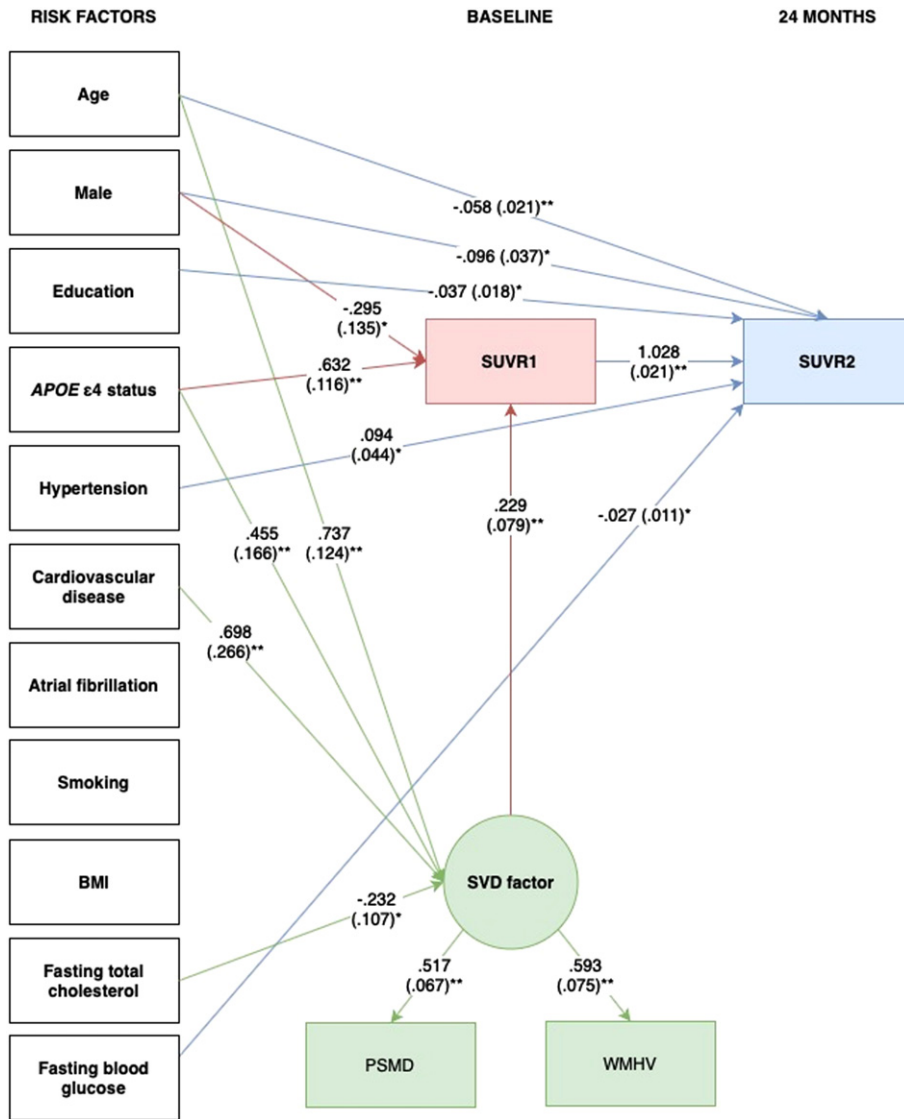 RISK FACTORS
BASELINE
24 MONTHS
Age
Male
Education
APOE ε4 status
Hypertension
Cardiovascular
disease
Atrial fibrillation
Smoking
BMI
Fasting total
cholesterol
Fasting blood
glucose
-.058 (.021)**
-.096 (.037)*
-.037 (.018)*
-.295
(.135)*
.632
(.116)**
SUVR1
1.028
(.021)**
SUVR2
.094
(.044)*
.229
(.079)**
-.027 (.011)*
.455
(.166)**
.737
(.124)**
.698
(.266)**
SVD factor
-.232
(.107)*
.517
(.067)**
.593
(.075)**
PSMD
WMHV